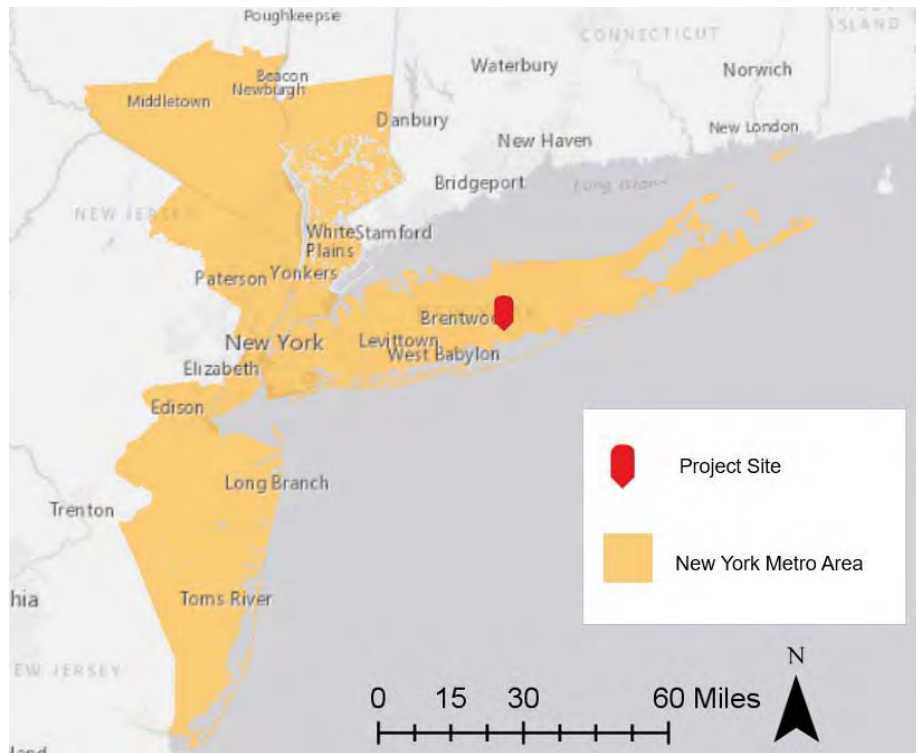 Poughkeepsie
CONNECTICUT
ISLAND
Waterbury
Norwich
Beacon
Newburgh
Middletown
Danbury
New London
New Haven
Bridgeport
Long Island
NEW JERSEY
White
Plains
Stamford
Paterson
Yonkers
Brentwoo
New York
Levittown
West Babylon
Elizabeth
Edison
Long Branch
Trenton
Toms River
hia
EW JERSEY
land
Project Site
New York Metro Area
N
0 15 30 60 Miles